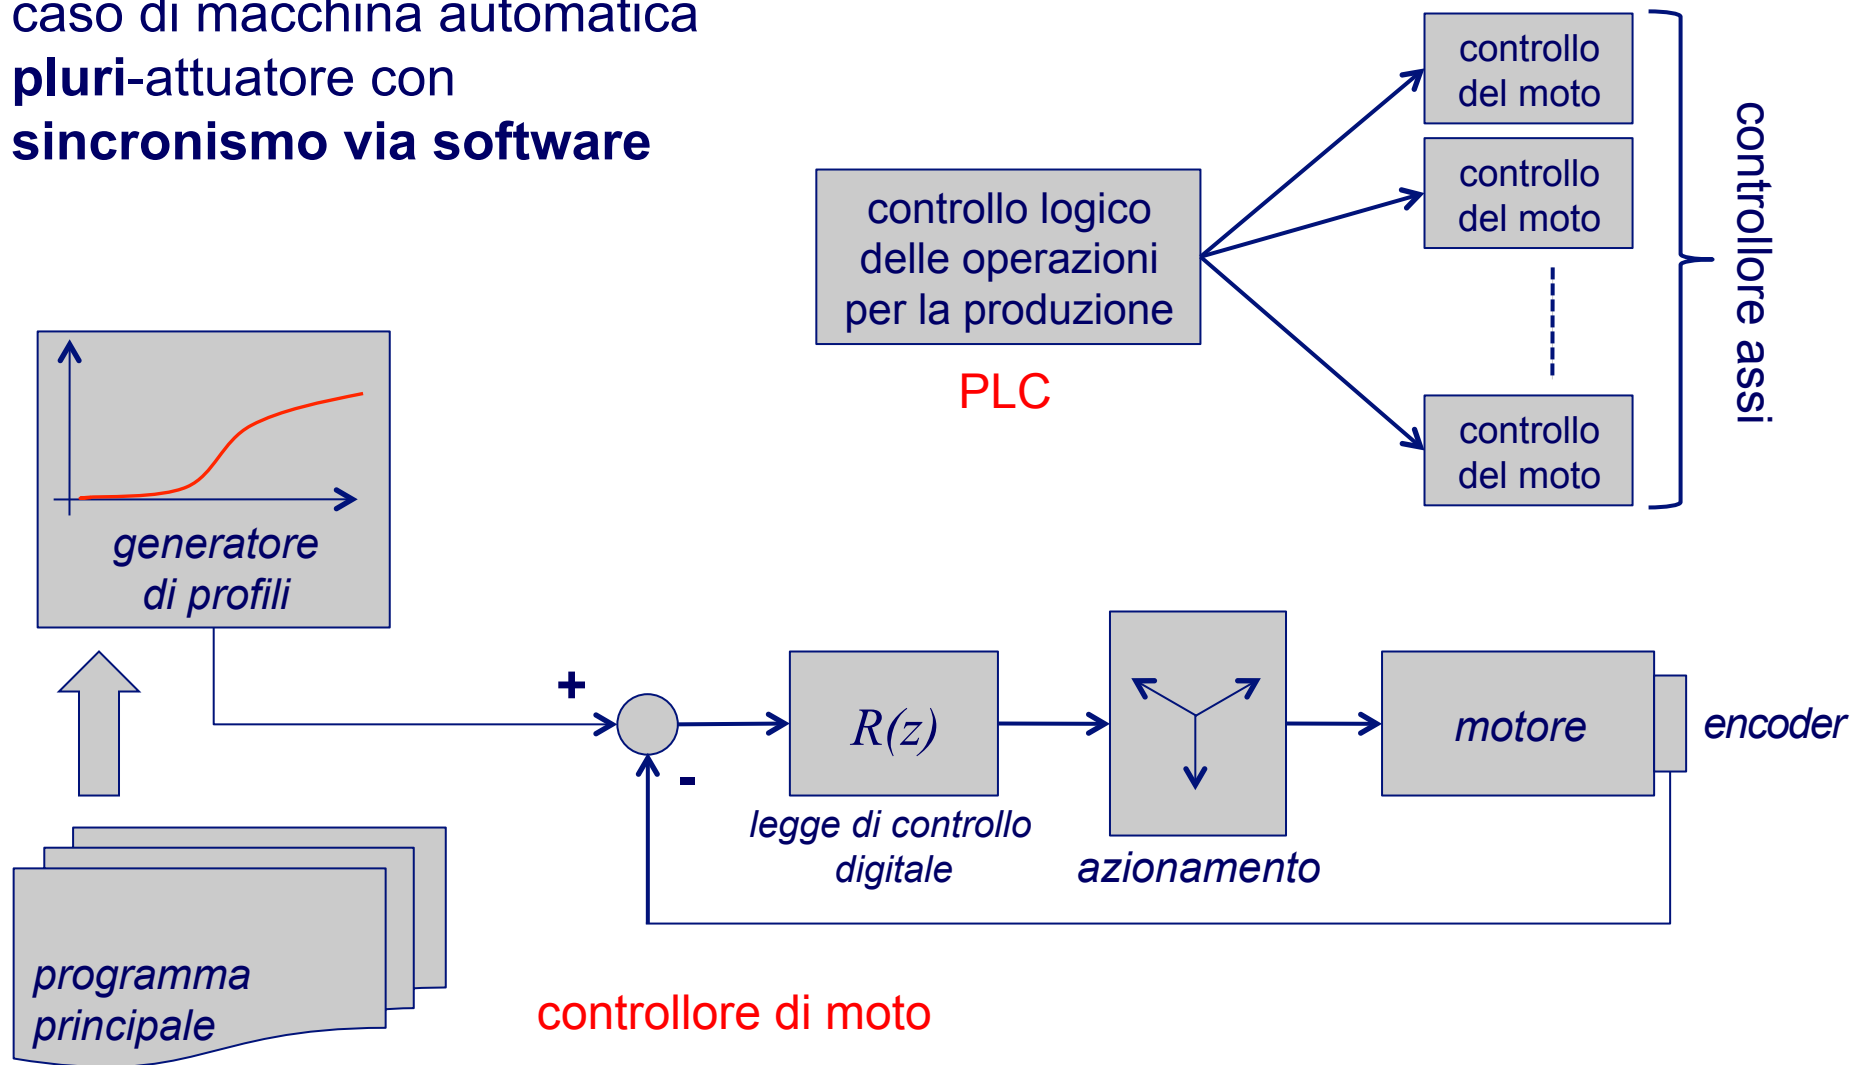 caso di macchina automatica
pluri-attuatore con
sincronismo via software
controllo logico
delle operazioni
per la produzione
PLC
controllo
del moto
controllo
del moto
controllo
del moto
controllore assi
generatore
di profili
+
-
R(z)
legge di controllo
digitale
azionamento
motore
encoder
programma
principale
controllore di moto